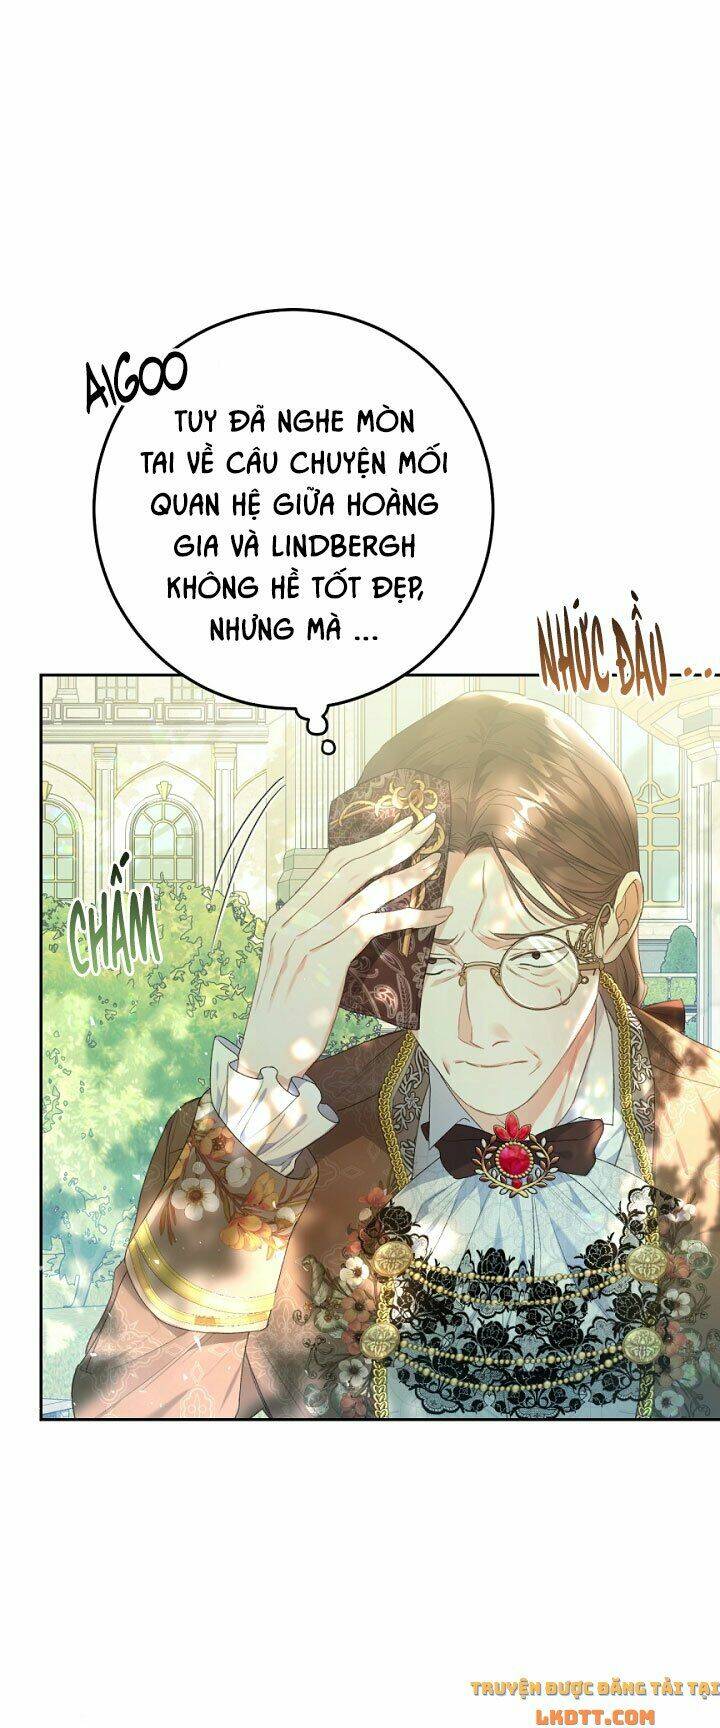 AIGOO
TUY ĐÃ NGHE MÒN
TAI VỀ CÂU CHUYỆN MỐI
QUAN HỆ GIỮA HOÀNG
GIA VÀ LINDBERGH
KHÔNG HỀ TỐT ĐẸP,
NHƯNG MÀ ...
NHỨC ĐẦU ...
CHẤM
TRUYỆN ĐƯỢC ĐĂNG TẢI TẠI
LKDTT.COM